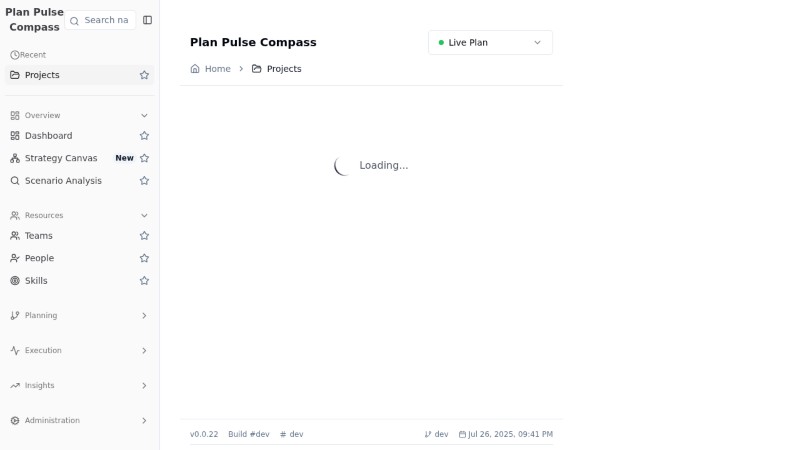 Plan Pulse
Compass
Search na
Recent
Projects
Overview
Dashboard
Strategy Canvas New
Scenario Analysis
Resources
Teams
People
Skills
Planning
Execution
Insights
Administration
Plan Pulse Compass
Live Plan
Home > Projects
Loading...
v0.0.22 Build #dev # dev
dev Jul 26, 2025, 09:41 PM